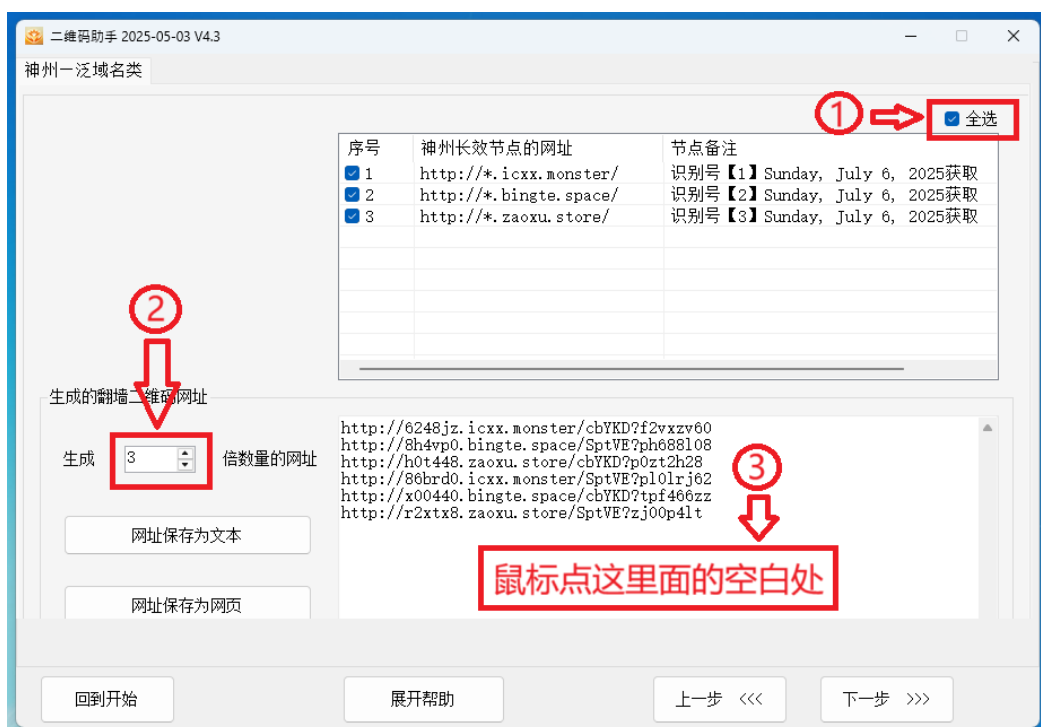 二维码助手 2025-05-03 V4.3
神州一泛域名类
① 全选
序号 神州长效节点的网址 节点备注
1 http://*.icxx.monster/ 识别号【1】Sunday, July 6, 2025获取
2 http://*.bingte.space/ 识别号【2】Sunday, July 6, 2025获取
3 http://*.zaoxu.store/ 识别号【3】Sunday, July 6, 2025获取
②
生成的翻墙二维码网址
生成 3 倍数量的网址
http://6248jz.icxx.monster/cbYKD?f2vxzv60
http://8h4vp0.bingte.space/SptVE?ph688l08
http://h0t448.zaoxu.store/cbYKD?p0zt2h28
http://86brd0.icxx.monster/SptVE?pl0lrj62
http://x00440.bingte.space/cbYKD?tpf466zz
http://r2xtx8.zaoxu.store/SptVE?zj00p4lt
③
鼠标点这里面的空白处
网址保存为文本
网址保存为网页
回到开始 展开帮助 上一步 <<< 下一步 >>>